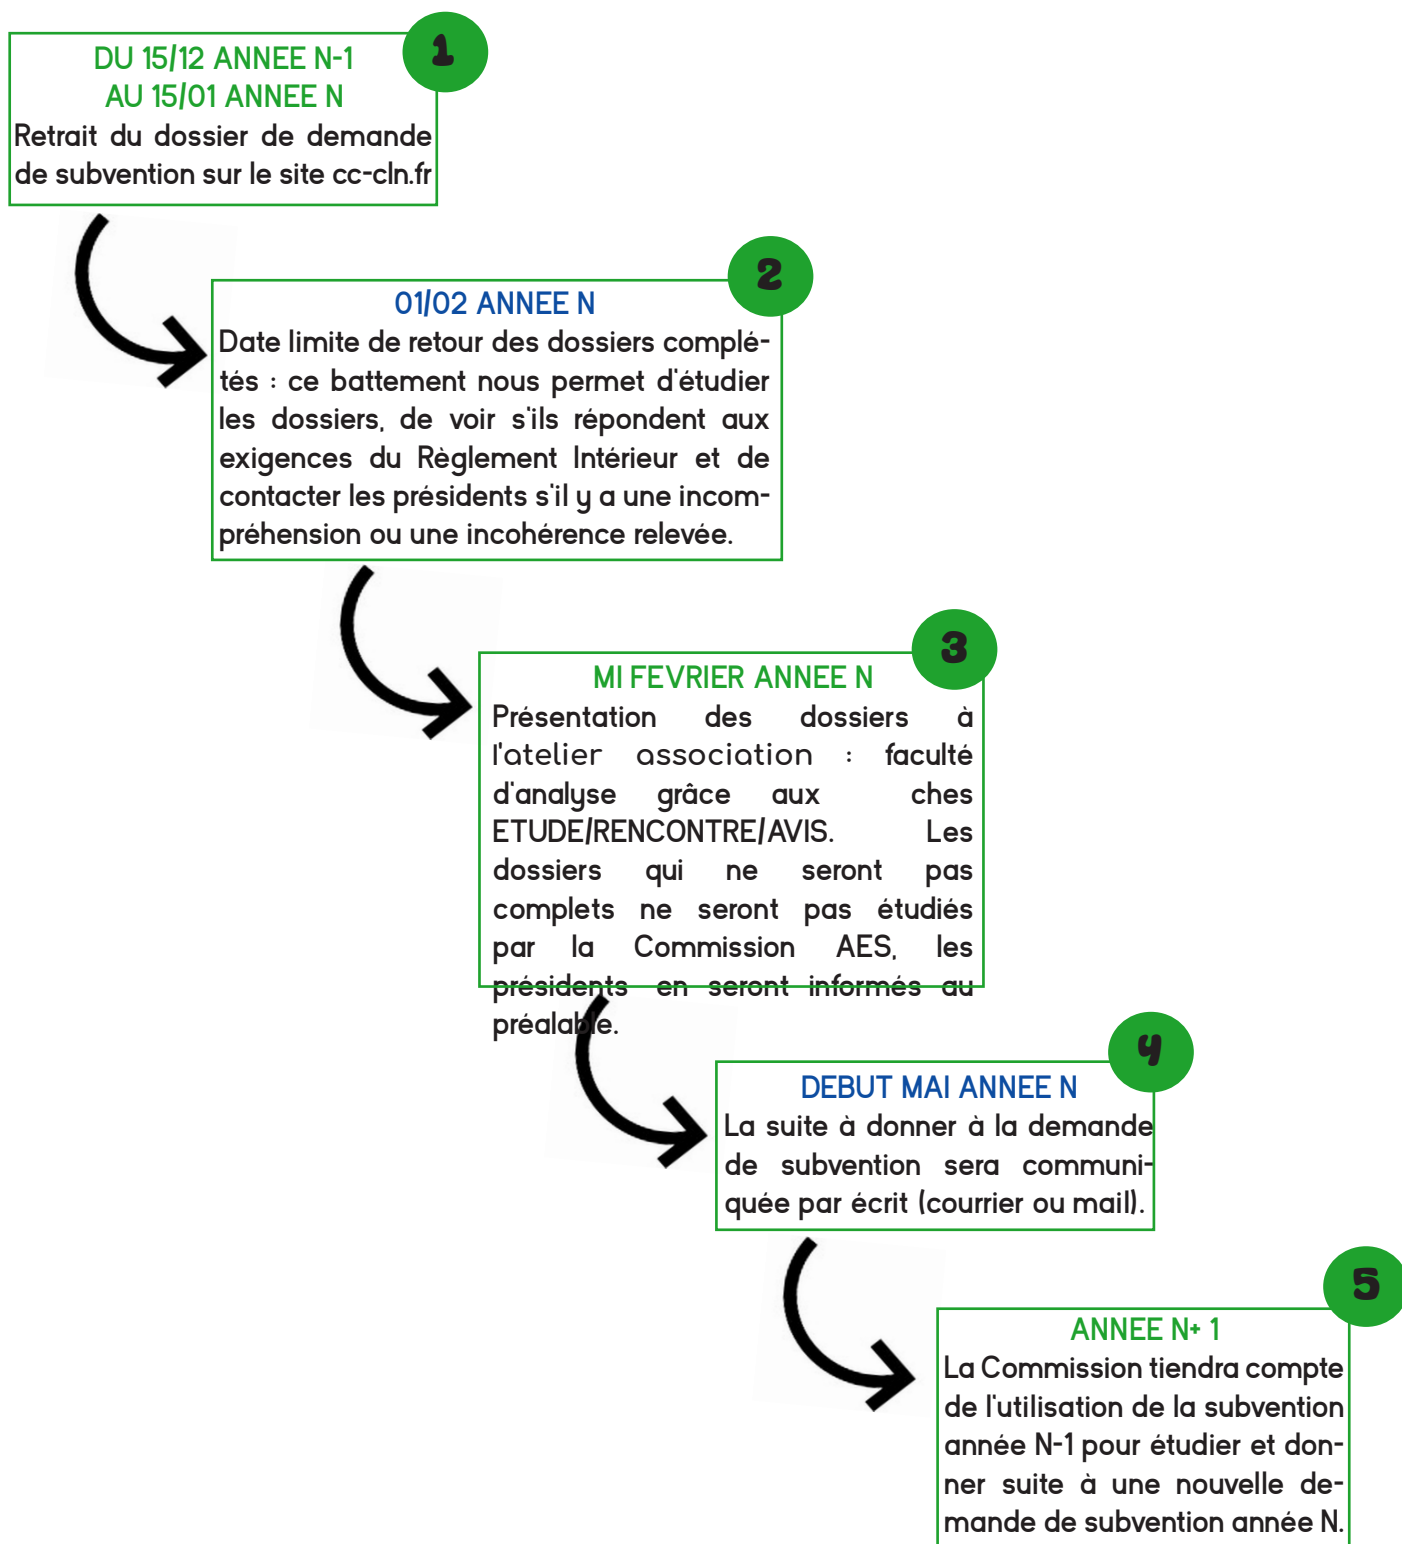 1
DU 15/12 ANNEE N-1
AU 15/01 ANNEE N
Retrait du dossier de demande
de subvention sur le site cc-cln.fr
2
01/02 ANNEE N
Date limite de retour des dossiers complé-
tés : ce battement nous permet d'étudier
les dossiers, de voir s'ils répondent aux
exigences du Règlement Intérieur et de
contacter les présidents s'il y a une incom-
préhension ou une incohérence relevée.
3
MI FEVRIER ANNEE N
Présentation des dossiers à
l'atelier association : faculté
d'analyse grâce aux ches
ETUDE/RENCONTRE/AVIS. Les
dossiers qui ne seront pas
complets ne seront pas étudiés
par la Commission AES, les
présidents en seront informés au
préalable.
4
DEBUT MAI ANNEE N
La suite à donner à la demande
de subvention sera communi-
quée par écrit (courrier ou mail).
5
ANNEE N+ 1
La Commission tiendra compte
de l'utilisation de la subvention
année N-1 pour étudier et don-
ner suite à une nouvelle de-
mande de subvention année N.